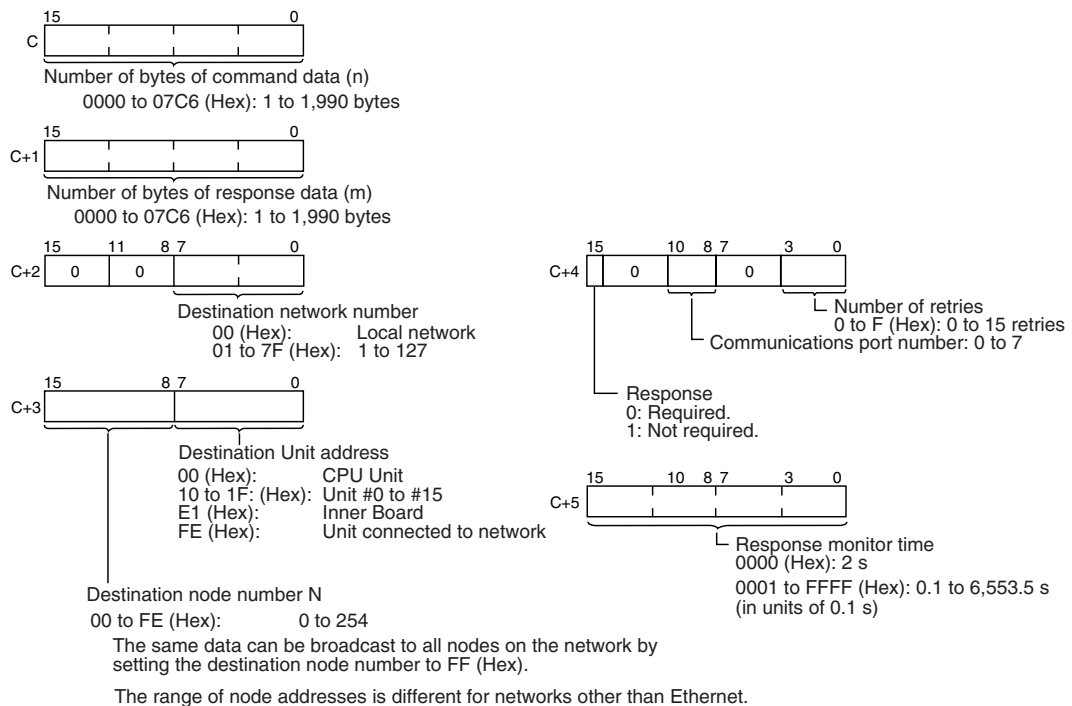 15 0
C
Number of bytes of command data (n)
0000 to 07C6 (Hex): 1 to 1,990 bytes
15 0
C+1
Number of bytes of response data (m)
0000 to 07C6 (Hex): 1 to 1,990 bytes
15 11 8 7 0
C+2 0 0
Destination network number
00 (Hex): Local network
01 to 7F (Hex): 1 to 127
15 8 7 0
C+3
Destination Unit address
00 (Hex): CPU Unit
10 to 1F: (Hex): Unit #0 to #15
E1 (Hex): Inner Board
FE (Hex): Unit connected to network
Destination node number N
00 to FE (Hex): 0 to 254
The same data can be broadcast to all nodes on the network by
setting the destination node number to FF (Hex).
The range of node addresses is different for networks other than Ethernet.
15 10 8 7 3 0
C+4 0 0
Number of retries
0 to F (Hex): 0 to 15 retries
Communications port number: 0 to 7
Response
0: Required.
1: Not required.
15 10 8 7 3 0
C+5
Response monitor time
0000 (Hex): 2 s
0001 to FFFF (Hex): 0.1 to 6,553.5 s
(in units of 0.1 s)